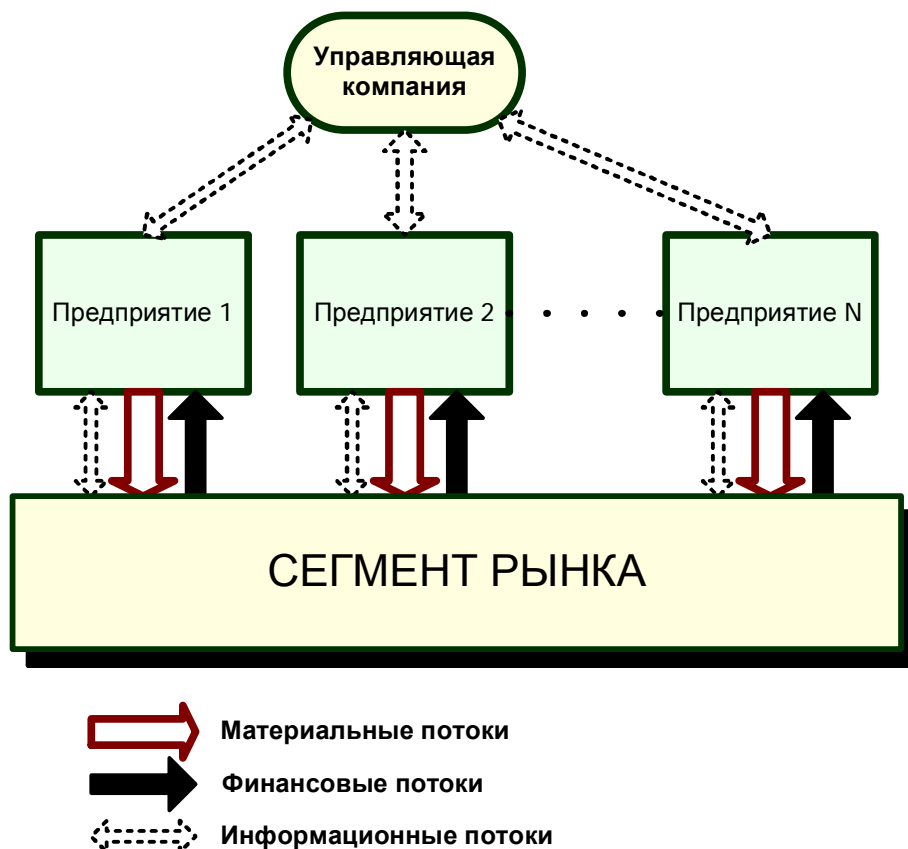 Управляющая
компания
Предприятие 1
Предприятие 2
Предприятие N
СЕГМЕНТ РЫНКА
Материальные потоки
Финансовые потоки
Информационные потоки